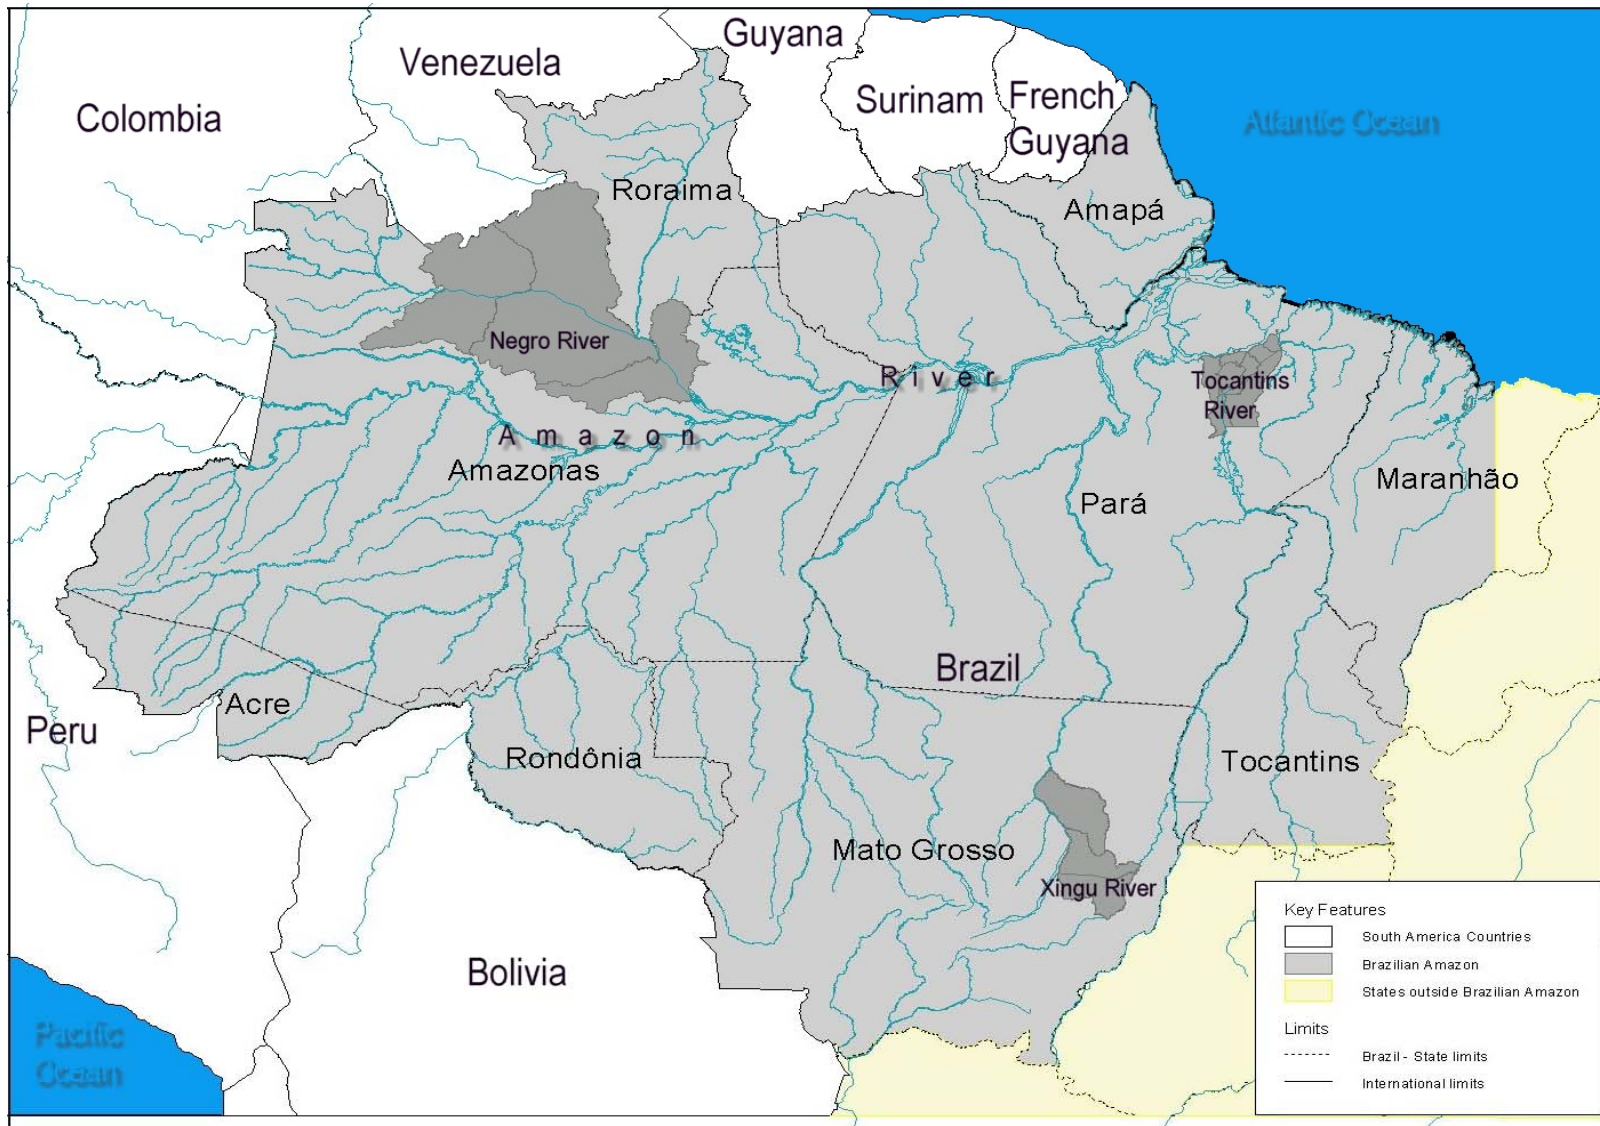 Guyana
Venezuela
Surinam
French
Guyana
Colombia
Atlantic Ocean
Roraima
Amapá
Negro River
River
Tocantins
River
Amazon
Amazonas
Maranhão
Pará
Brazil
Acre
Peru
Rondônia
Tocantins
Mato Grosso
Xingu River
Bolivia
Pacific
Ocean
Key Features
South America Countries
Brazilian Amazon
States outside Brazilian Amazon
Limits
Brazil - State limits
International limits